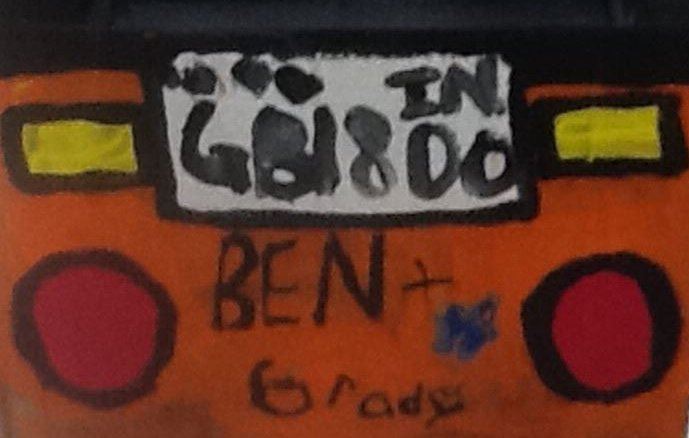 IN
GB1800
BEN +
Grady